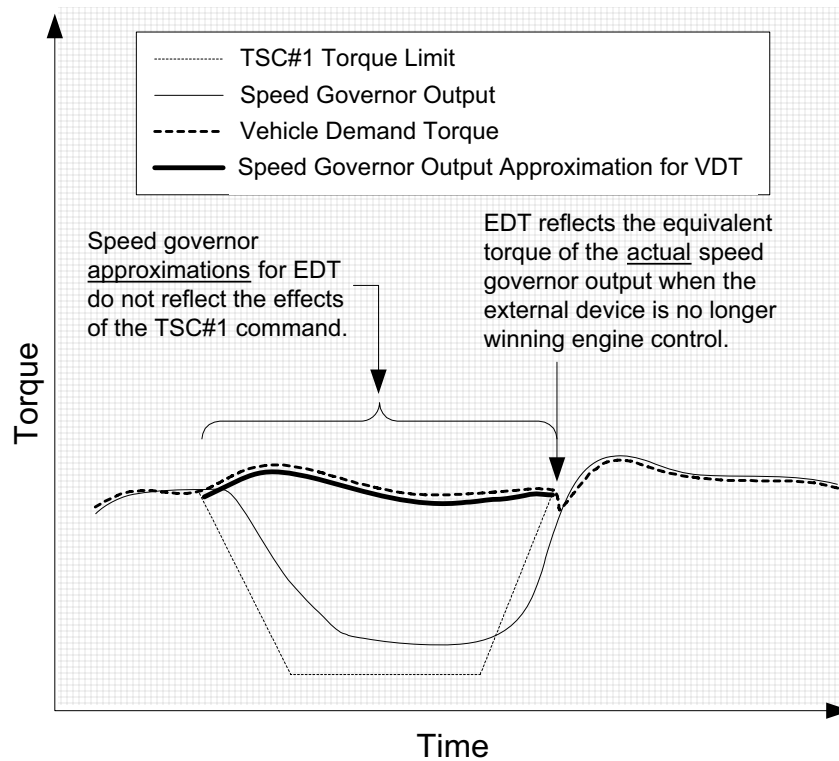 TSC#1 Torque Limit
Speed Governor Output
Vehicle Demand Torque
Speed Governor Output Approximation for VDT
Speed governor
approximations for EDT
do not reflect the effects
of the TSC#1 command.
EDT reflects the equivalent
torque of the actual speed
governor output when the
external device is no longer
winning engine control.
Torque
Time